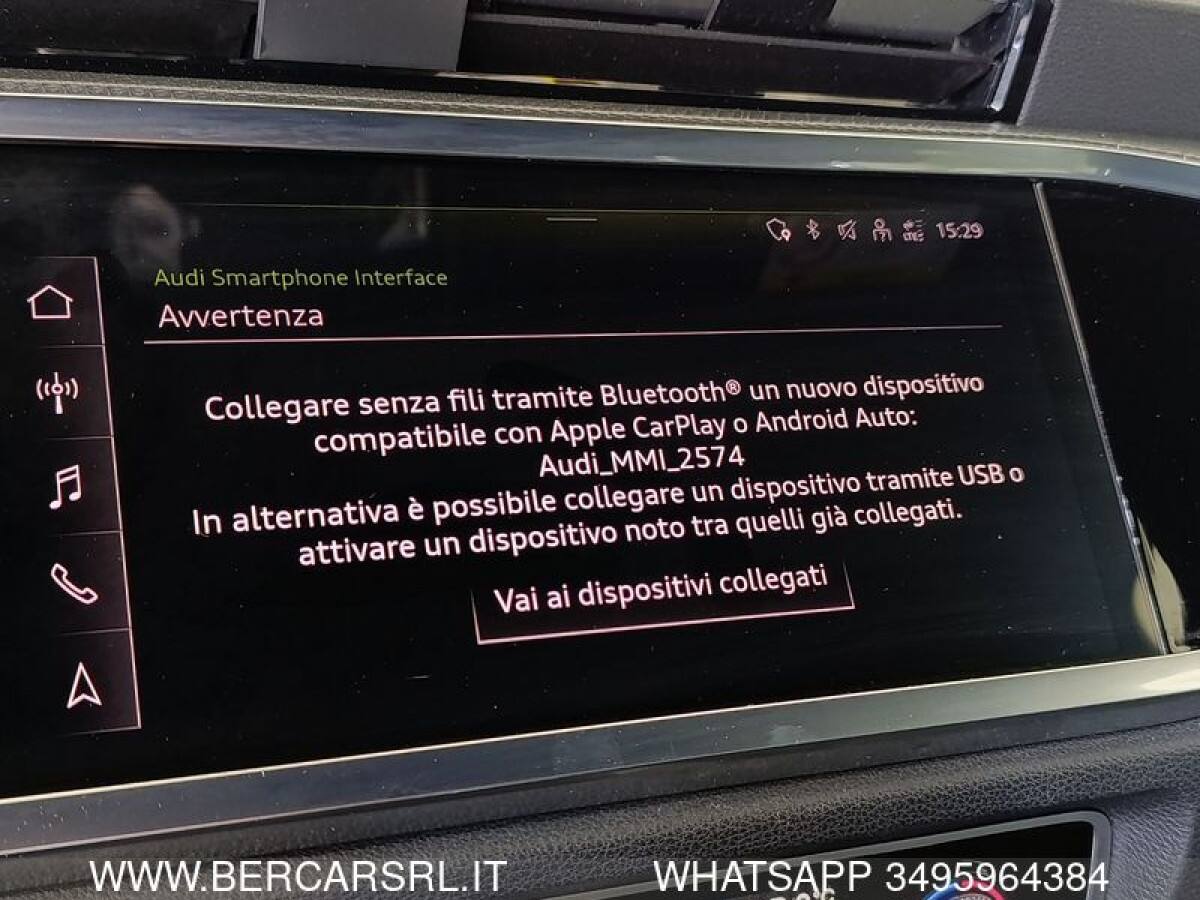 15:29
Audi Smartphone Interface
Avvertenza
Collegare senza fili tramite Bluetooth® un nuovo dispositivo
compatibile con Apple CarPlay o Android Auto:
Audi_MMI_2574
In alternativa è possibile collegare un dispositivo tramite USB o
attivare un dispositivo noto tra quelli già collegati.
Vai ai dispositivi collegati
WWW.BERCARSRL.IT
WHATSAPP 3495964384